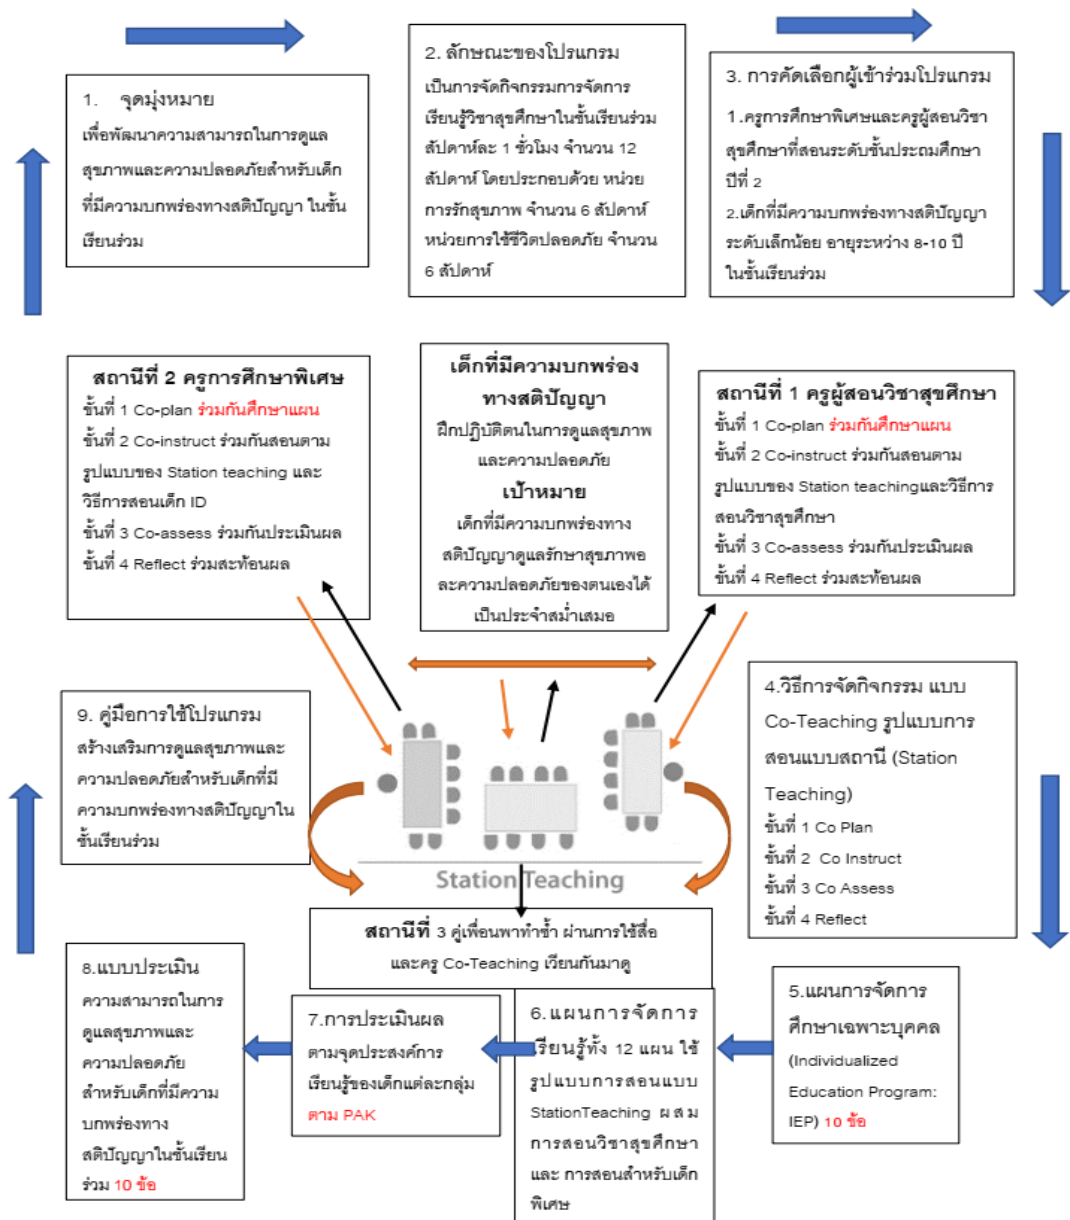 1. จุดมุ่งหมาย
เพื่อพัฒนาความสามารถในการดูแล
สุขภาพและความปลอดภัยสำหรับเด็ก
ที่มีความบกพร่องทางสติปัญญา ในชั้น
เรียนร่วม
2. ลักษณะของโปรแกรม
เป็นการจัดกิจกรรมการจัดการ
เรียนรู้วิชาสุขศึกษาในชั้นเรียนร่วม
สัปดาห์ละ 1 ชั่วโมง จำนวน 12
สัปดาห์ โดยประกอบด้วย หน่วย
การรักสุขภาพ จำนวน 6 สัปดาห์
หน่วยการใช้ชีวิตปลอดภัย จำนวน
6 สัปดาห์
3. การคัดเลือกผู้เข้าร่วมโปรแกรม
1.ครูการศึกษาพิเศษและครูผู้สอนวิชา
สุขศึกษาที่สอนระดับชั้นประถมศึกษา
ปีที่ 2
2.เด็กที่มีความบกพร่องทางสติปัญญา
ระดับเล็กน้อย อายุระหว่าง 8-10 ปี
ในชั้นเรียนร่วม
สถานีที่ 2 ครูการศึกษาพิเศษ
ขั้นที่ 1 Co-plan ร่วมกันศึกษาแผน
ขั้นที่ 2 Co-instruct ร่วมกันสอนตาม
รูปแบบของ Station teaching และ
วิธีการสอนเด็ก ID
ขั้นที่ 3 Co-assess ร่วมกันประเมินผล
ขั้นที่ 4 Reflect ร่วมสะท้อนผล
เด็กที่มีความบกพร่อง
ทางสติปัญญา
ฝึกปฏิบัติตนในการดูแลสุขภาพ
และความปลอดภัย
เป้าหมาย
เด็กที่มีความบกพร่องทาง
สติปัญญาดูแลรักษาสุขภาพอ
ละความปลอดภัยของตนเองได้
เป็นประจำสม่ำเสมอ
สถานีที่ 1 ครูผู้สอนวิชาสุขศึกษา
ขั้นที่ 1 Co-plan ร่วมกันศึกษาแผน
ขั้นที่ 2 Co-instruct ร่วมกันสอนตาม
รูปแบบของ Station teachingและวิธีการ
สอนวิชาสุขศึกษา
ขั้นที่ 3 Co-assess ร่วมกันประเมินผล
ขั้นที่ 4 Reflect ร่วมสะท้อนผล
9. คู่มือการใช้โปรแกรม
สร้างเสริมการดูแลสุขภาพและ
ความปลอดภัยสำหรับเด็กที่มี
ความบกพร่องทางสติปัญญาใน
ชั้นเรียนร่วม
4.วิธีการจัดกิจกรรม แบบ
Co-Teaching รูปแบบการ
สอนแบบสถานี (Station
Teaching)
ขั้นที่ 1 Co Plan
ขั้นที่ 2 Co Instruct
ขั้นที่ 3 Co Assess
ขั้นที่ 4 Reflect
Station Teaching
สถานีที่ 3 คู่เพื่อนพาทำซ้ำ ผ่านการใช้สื่อ
และครู Co-Teaching เวียนกันมาดู
8.แบบประเมิน
ความสามารถในการ
ดูแลสุขภาพและ
ความปลอดภัย
สำหรับเด็กที่มีความ
บกพร่องทาง
สติปัญญาในชั้นเรียน
ร่วม 10 ข้อ
7.การประเมินผล
ตามจุดประสงค์การ
เรียนรู้ของเด็กแต่ละกลุ่ม
ตาม PAK
6.แผนการจัดการ
เรียนรู้ทั้ง 12 แผน ใช้
รูปแบบการสอนแบบ
StationTeaching ผสม
การสอนวิชาสุขศึกษา
และ การสอนสำหรับเด็ก
พิเศษ
5.แผนการจัดการ
ศึกษาเฉพาะบุคคล
(Individualized
Education Program:
IEP) 10 ข้อ